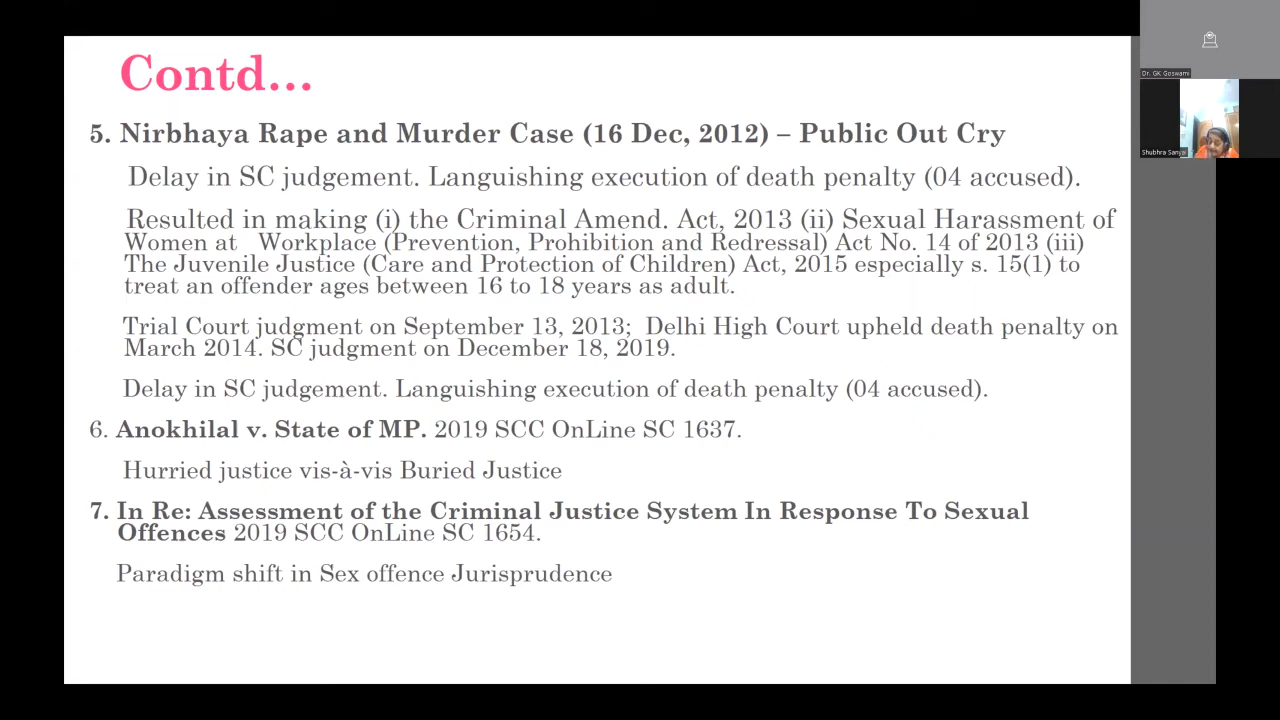 Contd...
5. Nirbhaya Rape and Murder Case (16 Dec, 2012) – Public Out Cry
Delay in SC judgement. Languishing execution of death penalty (04 accused).
Resulted in making (i) the Criminal Amend. Act, 2013 (ii) Sexual Harassment of
Women at Workplace (Prevention, Prohibition and Redressal) Act No. 14 of 2013 (iii)
The Juvenile Justice (Care and Protection of Children) Act, 2015 especially s. 15(1) to
treat an offender ages between 16 to 18 years as adult.
Trial Court judgment on September 13, 2013; Delhi High Court upheld death penalty on
March 2014. SC judgment on December 18, 2019.
Delay in SC judgement. Languishing execution of death penalty (04 accused).
6. Anokhilal v. State of MP. 2019 SCC OnLine SC 1637.
Hurried justice vis-à-vis Buried Justice
7. In Re: Assessment of the Criminal Justice System In Response To Sexual
Offences 2019 SCC OnLine SC 1654.
Paradigm shift in Sex offence Jurisprudence
Dr. GK Goswami
Shubhra Sanyal